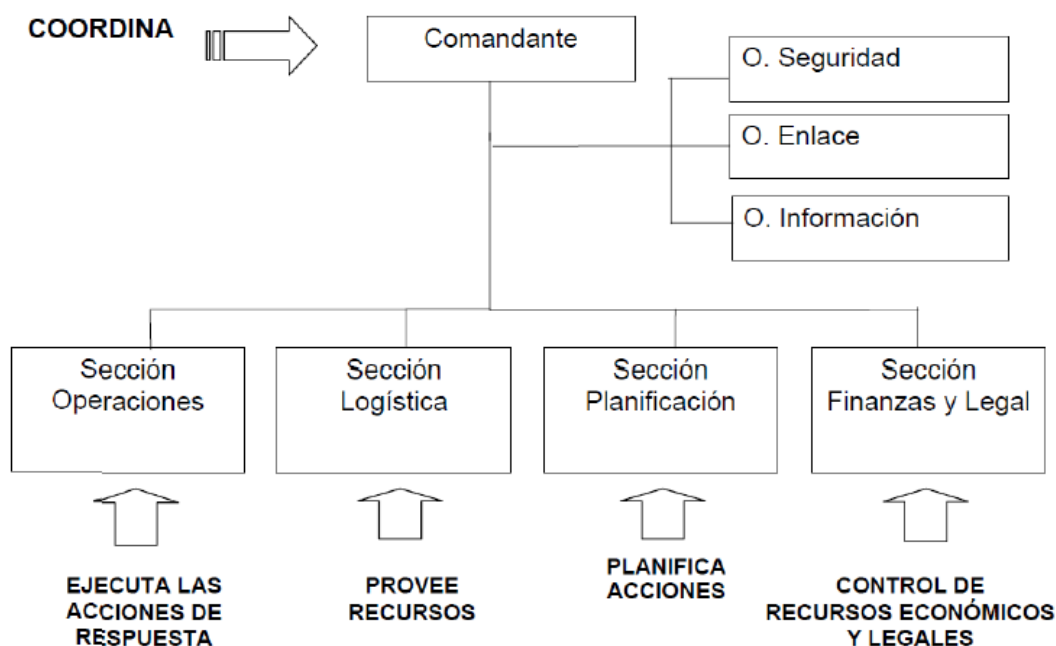 COORDINA
Comandante
O. Seguridad
O. Enlace
O. Información
Sección
Operaciones
Sección
Logística
Sección
Planificación
Sección
Finanzas y Legal
EJECUTA LAS
ACCIONES DE
RESPUESTA
PROVEE
RECURSOS
PLANIFICA
ACCIONES
CONTROL DE
RECURSOS ECONÓMICOS
Y LEGALES